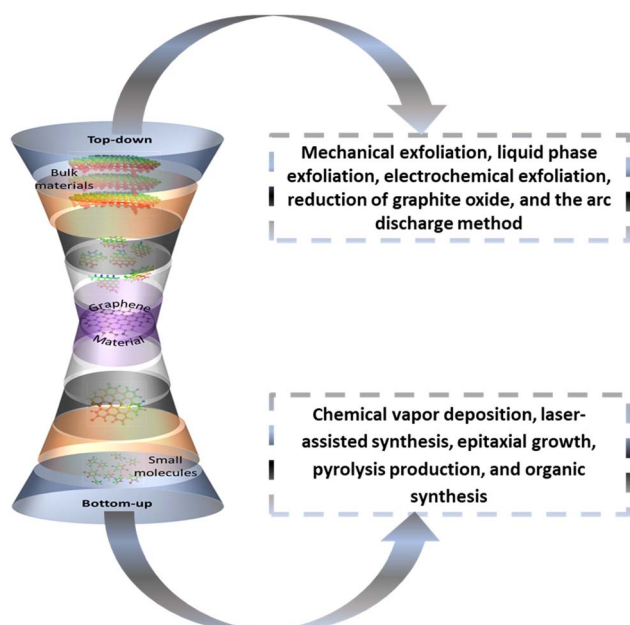 Top-down
Bulk
materials
Graphene
Material
Small
molecules
Bottom-up
Mechanical exfoliation, liquid phase
exfoliation, electrochemical exfoliation,
reduction of graphite oxide, and the arc
discharge method
Chemical vapor deposition, laser-
assisted synthesis, epitaxial growth,
pyrolysis production, and organic
synthesis